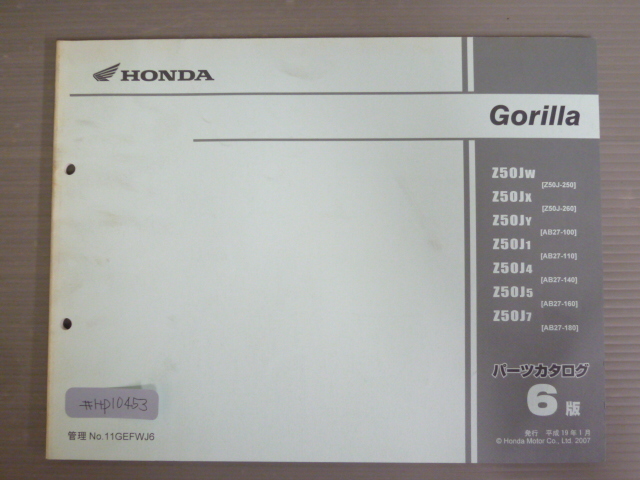 HONDA
Gorilla
Z50JW
[Z50J-250]
Z50JX
[Z50J-260]
Z50JY
[AB27-100]
Z50J1
[AB27-110]
Z50J4
[AB27-140]
Z50J5
[AB27-160]
Z50J7
[AB27-180]
パーツカタログ
6版
発行 平成19年1月
© Honda Motor Co., Ltd. 2007
#HP10453
管理 No.11GEFWJ6